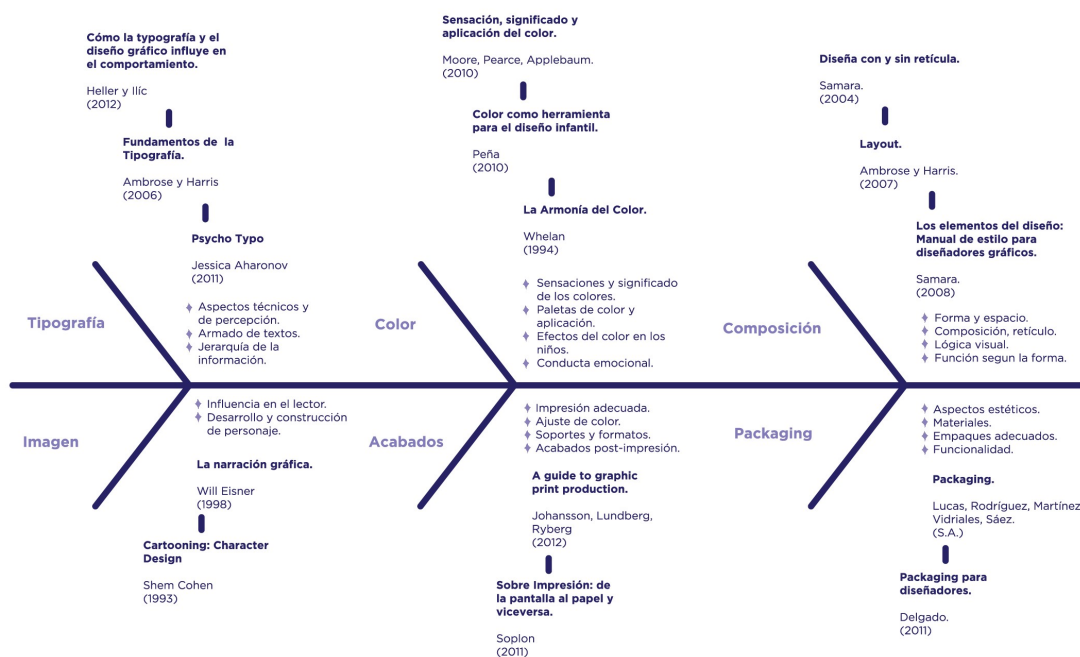 Cómo la typografía y el
diseño gráfico influye en
el comportamiento.
Heller y Ilíc
(2012)
Fundamentos de la
Tipografía.
Ambrose y Harris
(2006)
Psycho Typo
Jessica Aharonov
(2011)
Aspectos técnicos y
de percepción.
Armado de textos.
Jerarquía de la
información.
Tipografía
Sensación, significado y
aplicación del color.
Moore, Pearce, Applebaum.
(2010)
Color como herramienta
para el diseño infantil.
Peña
(2010)
La Armonía del Color.
Whelan
(1994)
Sensaciones y significado
de los colores.
Paletas de color y
aplicación.
Efectos del color en los
niños.
Conducta emocional.
Color
Diseña con y sin retícula.
Samara.
(2004)
Layout.
Ambrose y Harris.
(2007)
Los elementos del diseño:
Manual de estilo para
diseñadores gráficos.
Samara.
(2008)
Forma y espacio.
Composición, retículo.
Lógica visual.
Función segun la forma.
Composición
Imagen
Influencia en el lector.
Desarrollo y construcción
de personaje.
La narración gráfica.
Will Eisner
(1998)
Cartooning: Character
Design
Shem Cohen
(1993)
Acabados
Impresión adecuada.
Ajuste de color.
Soportes y formatos.
Acabados post-impresión.
A guide to graphic
print production.
Johansson, Lundberg,
Ryberg
(2012)
Sobre Impresión: de
la pantalla al papel y
viceversa.
Soplon
(2011)
Packaging
Aspectos estéticos.
Materiales.
Empaques adecuados.
Funcionalidad.
Packaging.
Lucas, Rodríguez, Martínez
Vidriales, Sáez.
(S.A.)
Packaging para
diseñadores.
Delgado.
(2011)